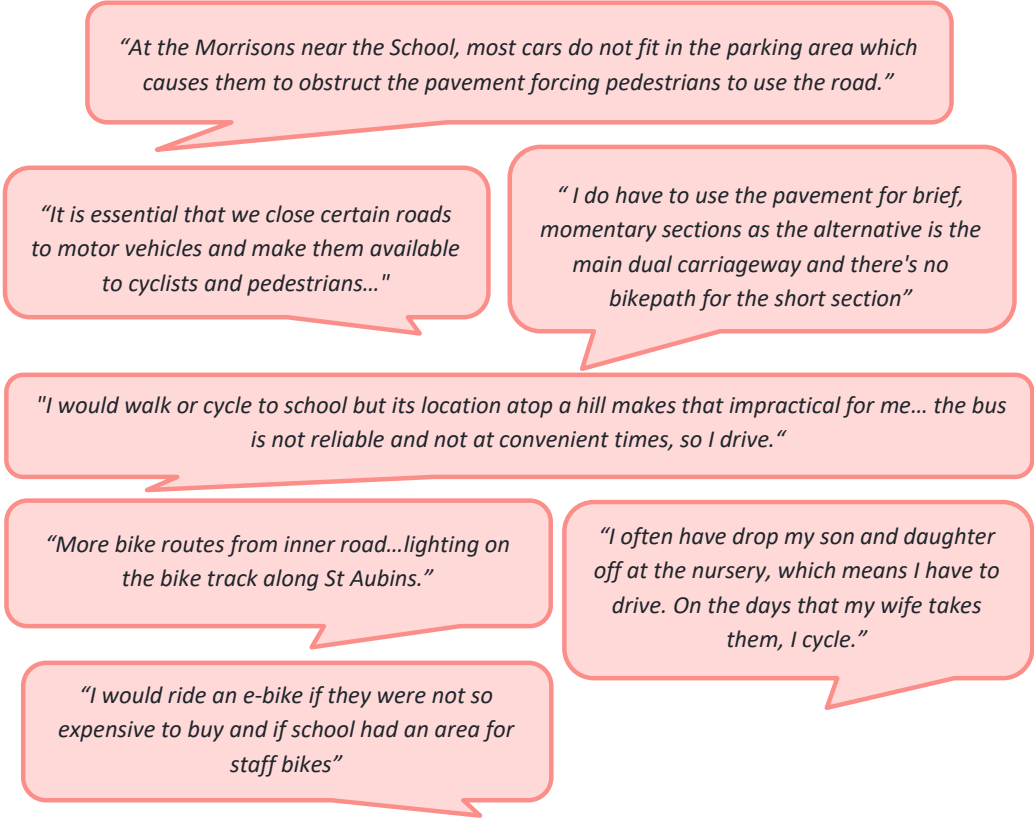 “At the Morrisons near the School, most cars do not fit in the parking area which
causes them to obstruct the pavement forcing pedestrians to use the road.”
“It is essential that we close certain roads
to motor vehicles and make them available
to cyclists and pedestrians…"
“ I do have to use the pavement for brief,
momentary sections as the alternative is the
main dual carriageway and there's no
bikepath for the short section”
"I would walk or cycle to school but its location atop a hill makes that impractical for me… the bus
is not reliable and not at convenient times, so I drive.“
“More bike routes from inner road…lighting on
the bike track along St Aubins.”
“I often have drop my son and daughter
off at the nursery, which means I have to
drive. On the days that my wife takes
them, I cycle.”
“I would ride an e-bike if they were not so
expensive to buy and if school had an area for
staff bikes”